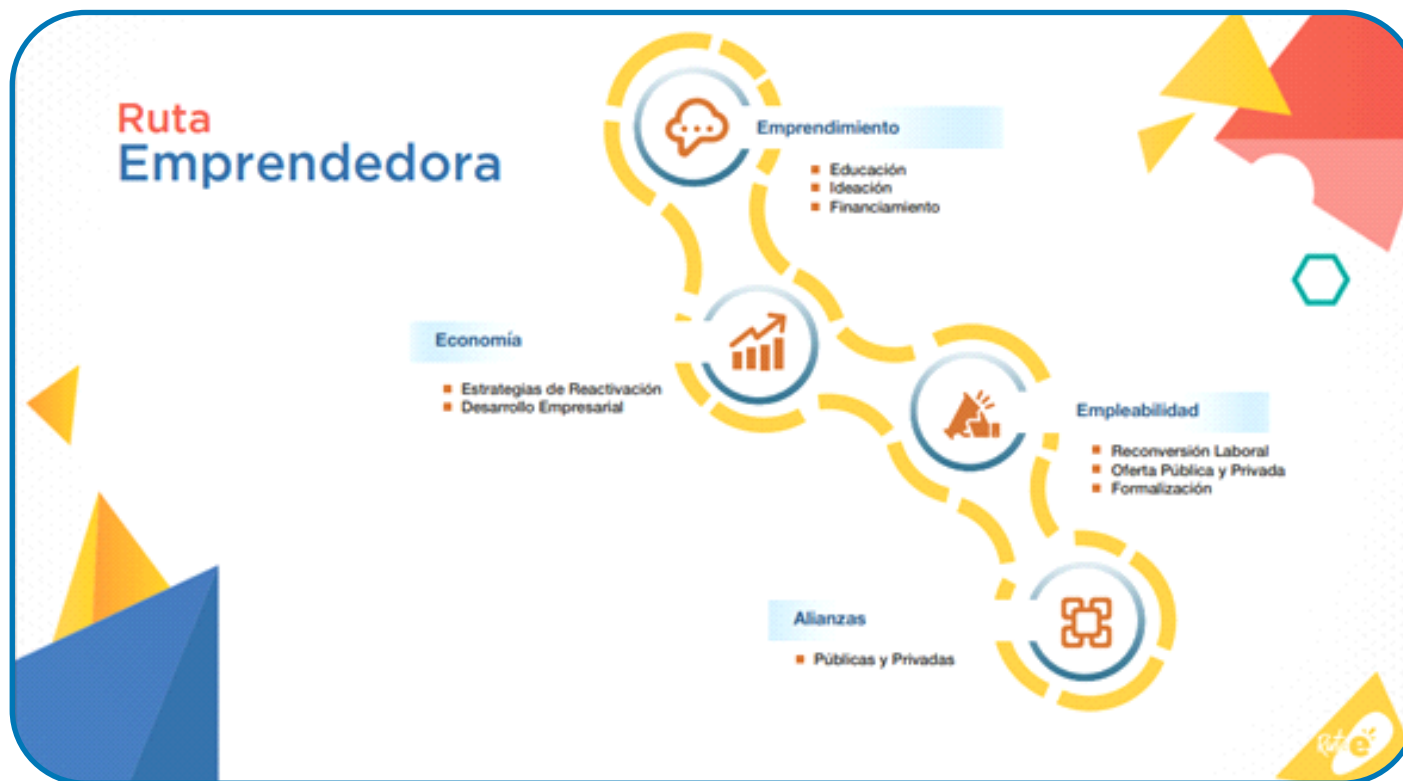 Ruta
Emprendedora
Emprendimiento
Educación
Ideación
Financiamiento
Economía
Estrategias de Reactivación
Desarrollo Empresarial
Empleabilidad
Reconversión Laboral
Oferta Pública y Privada
Formalización
Alianzas
Públicas y Privadas
Ruta e